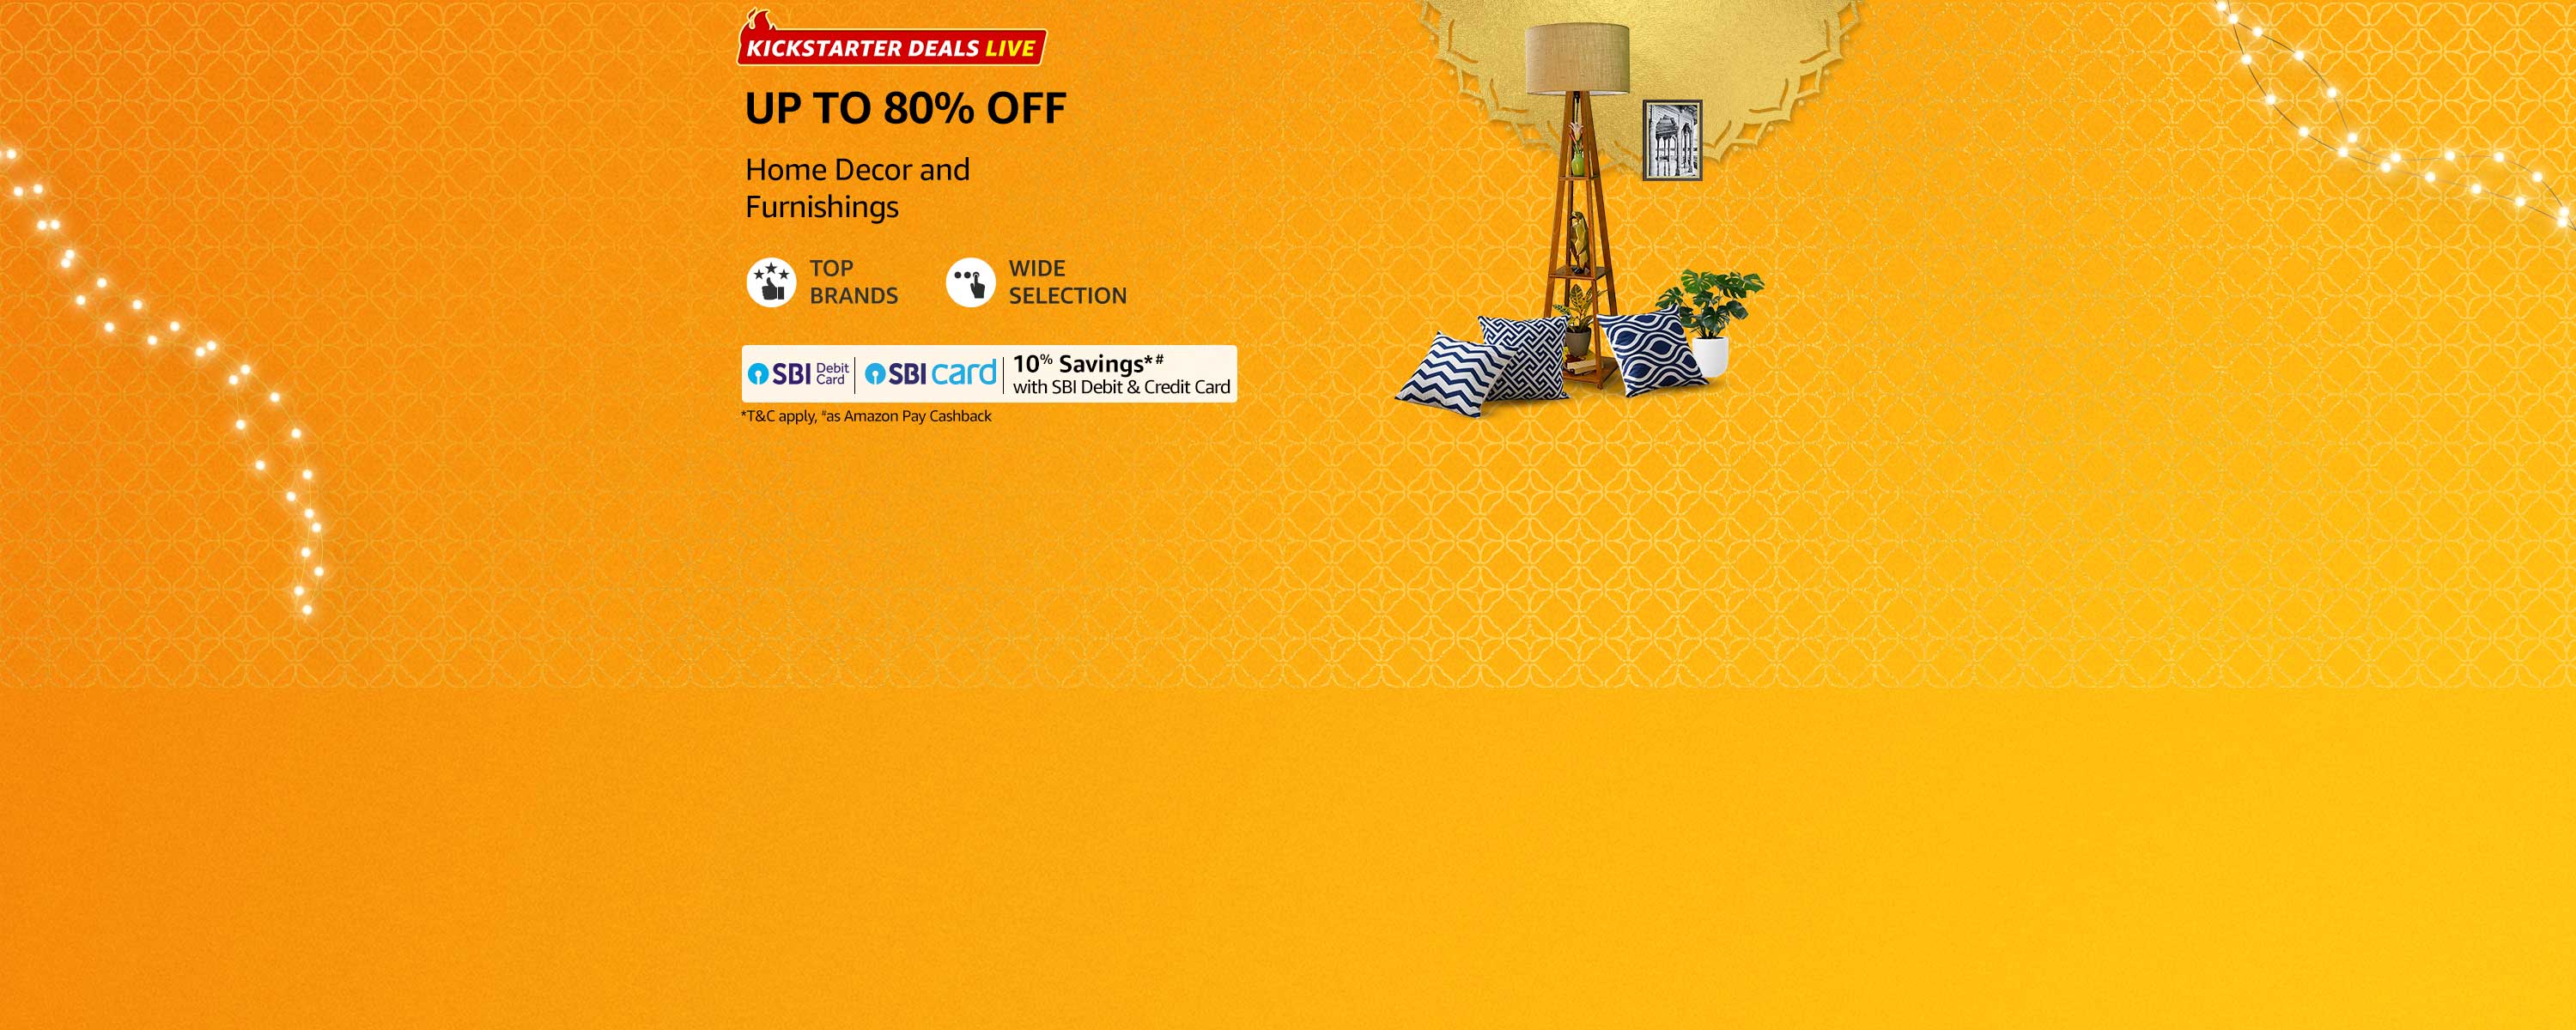 KICKSTARTER DEALS LIVE
UP TO 80% OFF
Home Decor and
Furnishings
TOP
BRANDS
WIDE
SELECTION
SBI Debit
Card
SBI card
10% Savings*#
with SBI Debit & Credit Card
*T&C apply, #as Amazon Pay Cashback